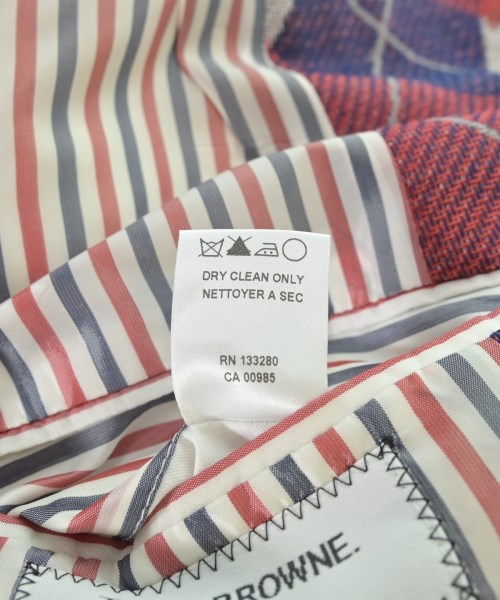 DRY CLEAN ONLY
NETTOYER A SEC
RN 133280
CA 00985
BROWNE.